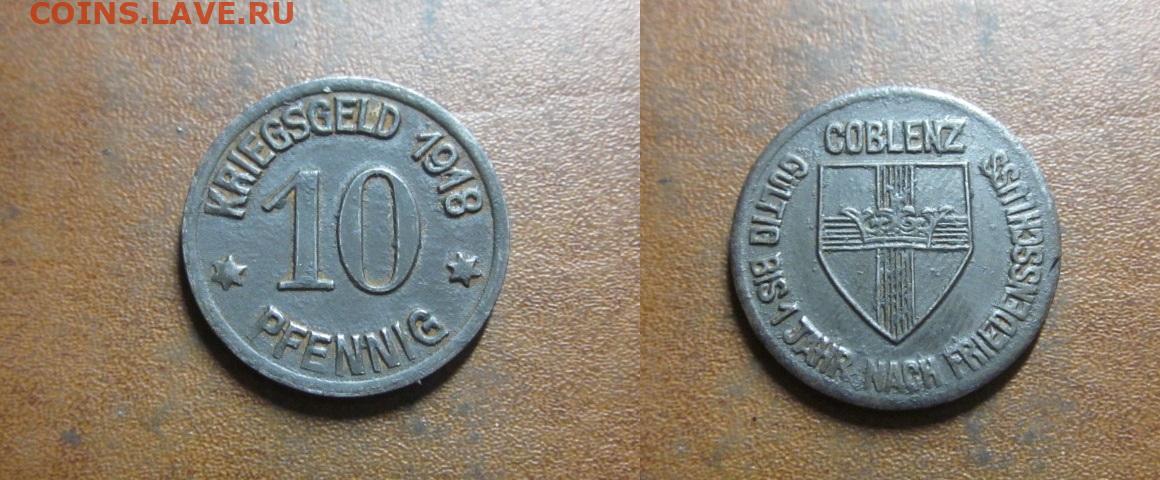 COINS.LAVE.RU
KRIEGSGELD 1918
10
PFENNIG
COBLENZ
GÜLTIG BIS 1 JAHR NACH FRIEDENSSCHLUSS